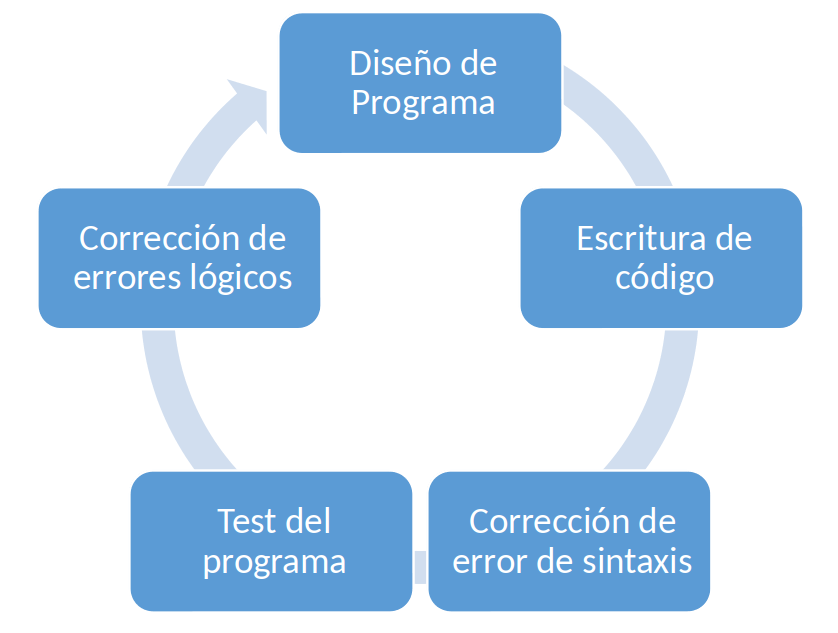 Diseño de
Programa
Escritura de
código
Corrección de
error de sintaxis
Test del
programa
Corrección de
errores lógicos